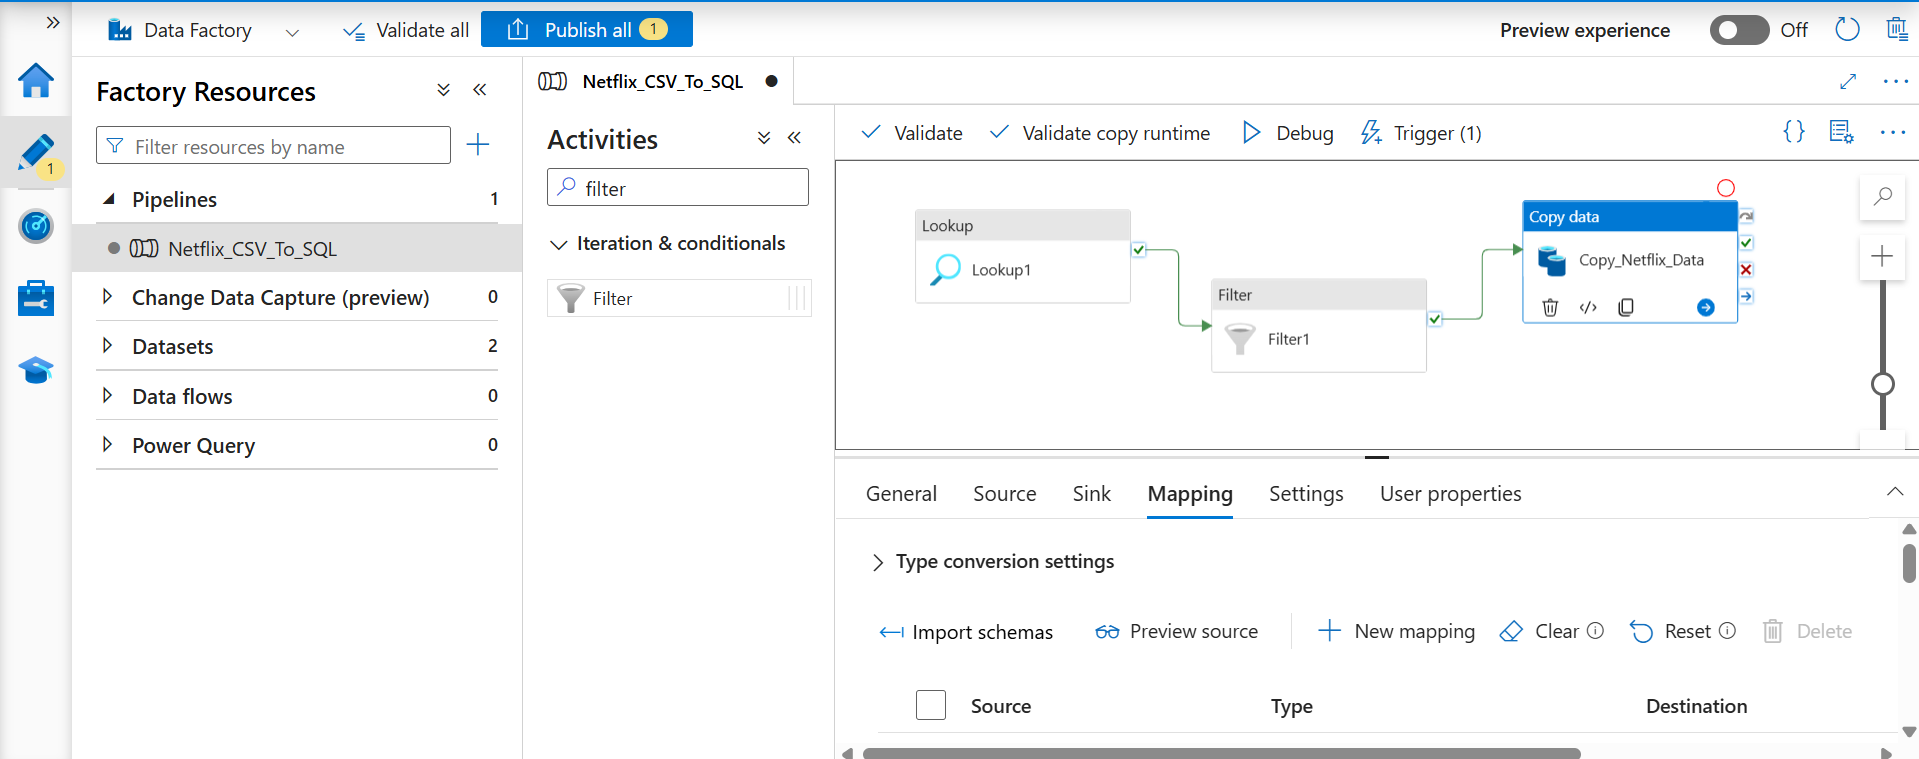 Data Factory
Validate all
Publish all 1
Preview experience
Off
Factory Resources
Filter resources by name
1
Pipelines 1
Netflix_CSV_To_SQL
Change Data Capture (preview) 0
Datasets 2
Data flows 0
Power Query 0
Netflix_CSV_To_SQL
Activities
filter
Iteration & conditionals
Filter
Validate
Validate copy runtime
Debug
Trigger (1)
Lookup
Lookup1
Filter
Filter1
Copy data
Copy_Netflix_Data
General
Source
Sink
Mapping
Settings
User properties
Type conversion settings
Import schemas
Preview source
New mapping
Clear
Reset
Delete
Source
Type
Destination